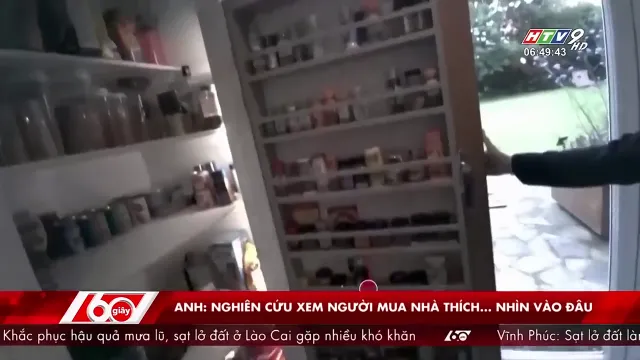 HTV9 HD
06:49:43
60 giây
ANH: NGHIÊN CỨU XEM NGƯỜI MUA NHÀ THÍCH... NHÌN VÀO ĐÂU
Khắc phục hậu quả mưa lũ, sạt lở đất ở Lào Cai gặp nhiều khó khăn 60 Vĩnh Phúc: Sạt lở đất là